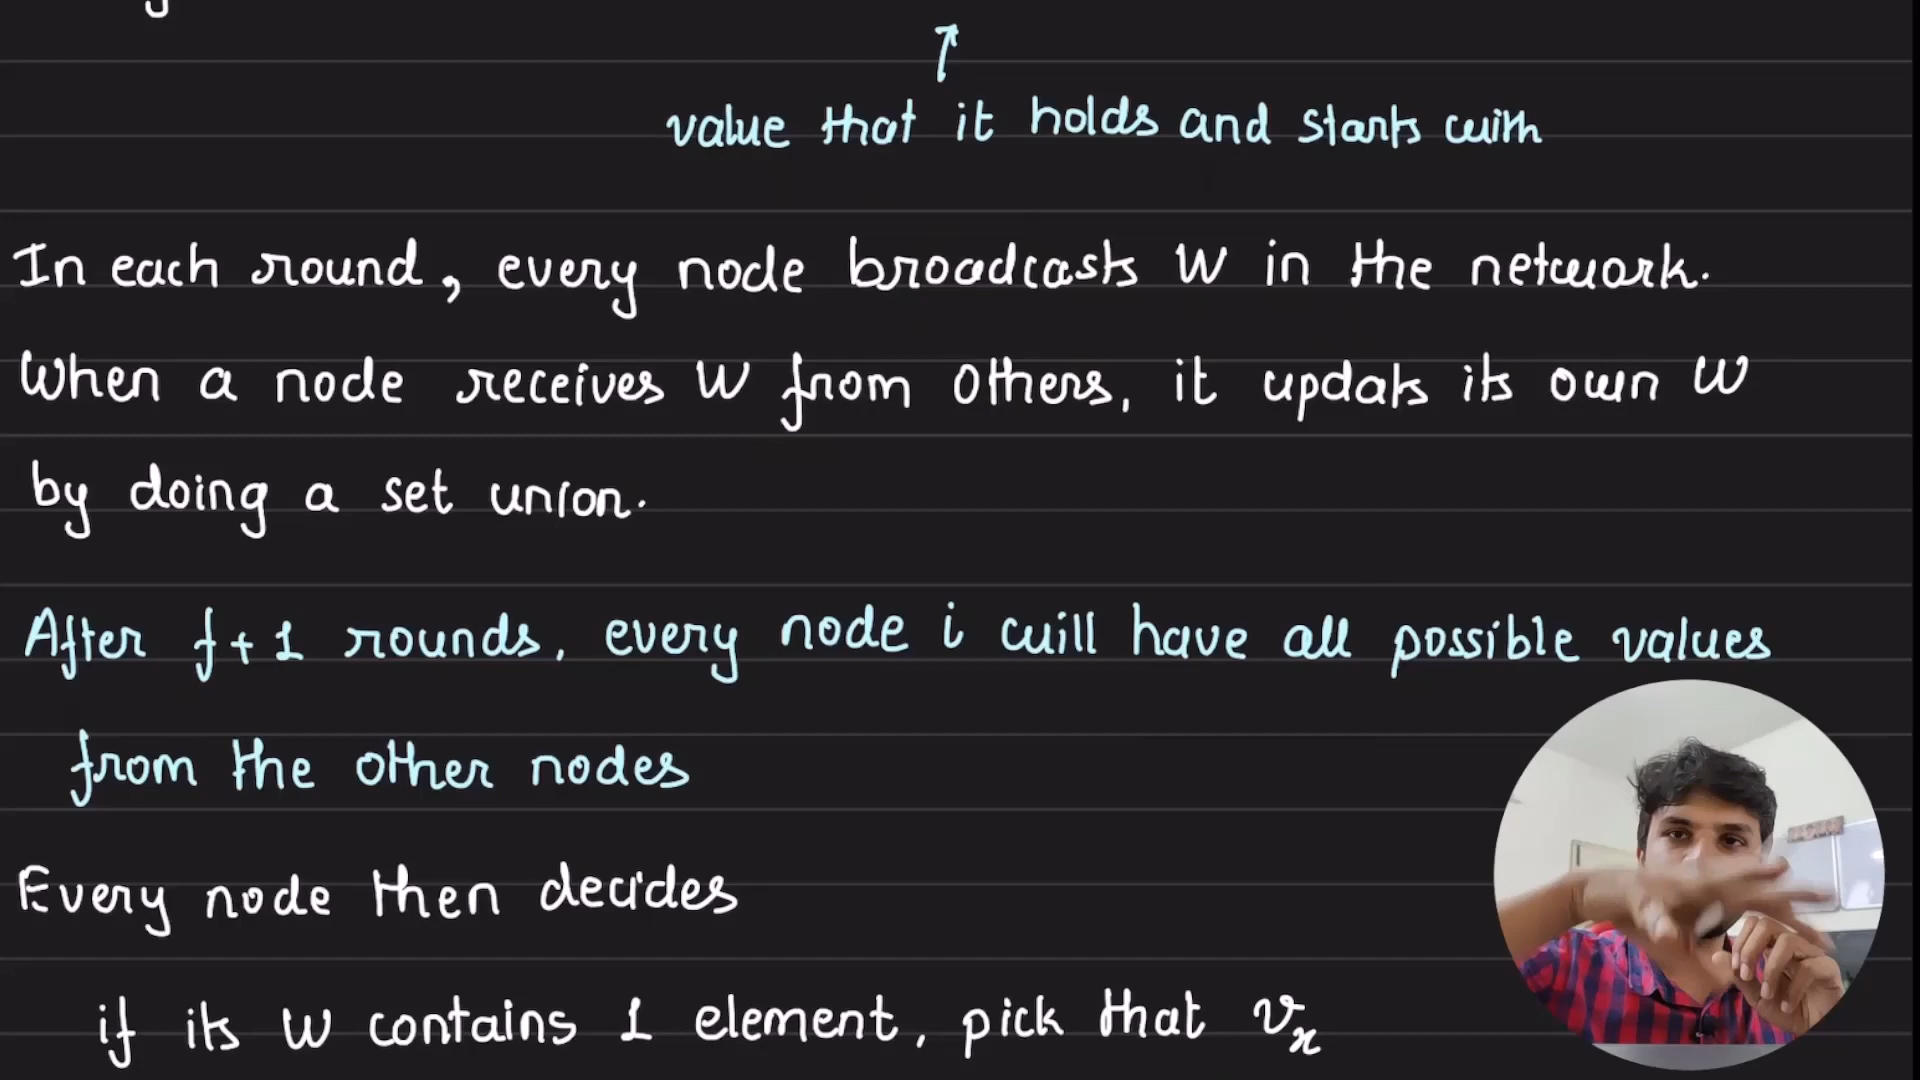 value that it holds and starts with
In each round, every node broadcasts W in the network.
When a node receives W from others, it updates its own W
by doing a set union.
After f+1 rounds, every node i will have all possible values
from the other nodes
Every node then decides
if its W contains 1 element, pick that vₓ